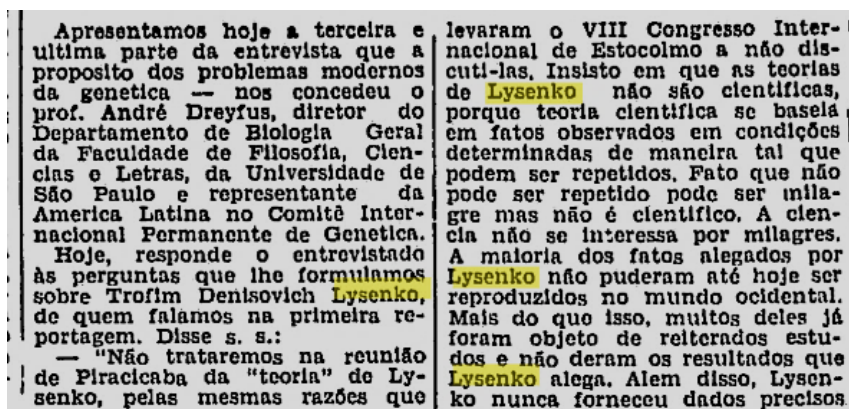 Apresentamos hoje a terceira e
ultima parte da entrevista que a
proposito dos problemas modernos
da genetica — nos concedeu o
prof. André Dreyfus, diretor do
Departamento de Biologia Geral
da Faculdade de Filosofia, Cien-
cias e Letras, da Universidade de
São Paulo e representante da
America Latina no Comitê Inter-
nacional Permanente de Genetica.
Hoje, responde o entrevistado
às perguntas que lhe formulamos
sobre Trofim Denisovich Lysenko,
de quem falamos na primeira re-
portagem. Disse s. s.:
— "Não trataremos na reunião
de Piracicaba da "teoria" de Ly-
senko, pelas mesmas razões que
levaram o VIII Congresso Inter-
nacional de Estocolmo a não dis-
cuti-las. Insisto em que as teorias
de Lysenko não são cientificas,
porque teoria cientifica se baseia
em fatos observados em condições
determinadas de maneira tal que
podem ser repetidos. Fato que não
pode ser repetido pode ser mila-
gre mas não é cientifico. A cien-
cia não se interessa por milagres.
A maioria dos fatos alegados por
Lysenko não puderam até hoje ser
reproduzidos no mundo ocidental.
Mais do que isso, muitos deles já
foram objeto de reiterados estu-
dos e não deram os resultados que
Lysenko alega. Alem disso, Lysen-
ko nunca forneceu dados precisos